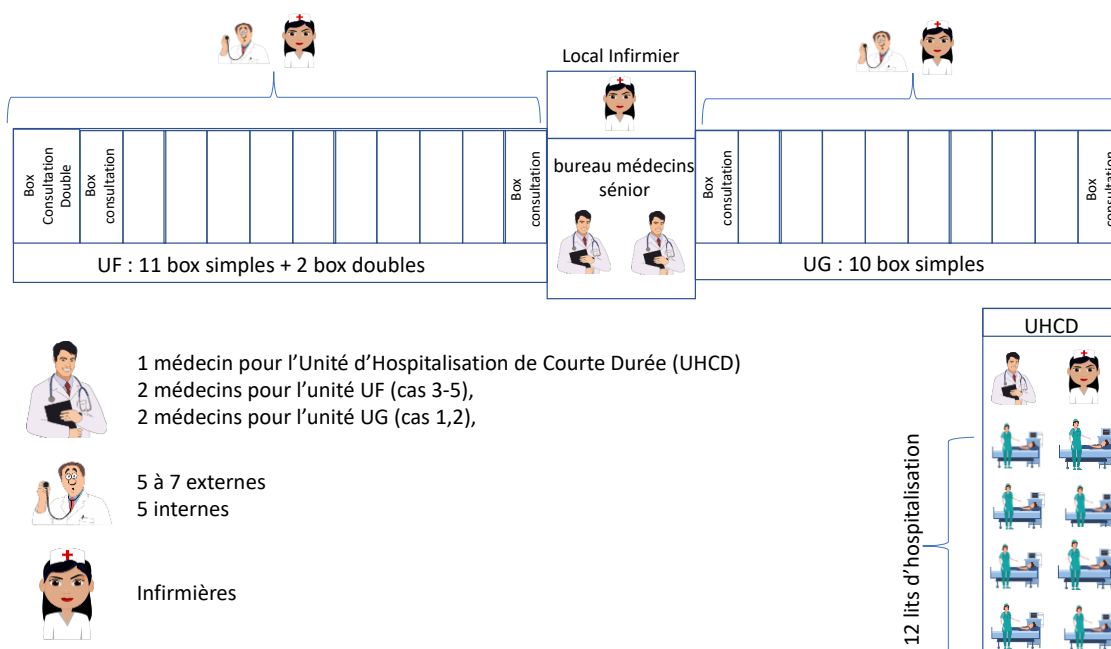 Local Infirmier
Box
Consultation
Double
Box
consultation
Box
consultation
bureau médecins
sénior
Box
consultation
Box
consultation
UF : 11 box simples + 2 box doubles
UG : 10 box simples
UHCD
1 médecin pour l’Unité d’Hospitalisation de Courte Durée (UHCD)
2 médecins pour l’unité UF (cas 3-5),
2 médecins pour l’unité UG (cas 1,2),
5 à 7 externes
5 internes
Infirmières
12 lits d’hospitalisation